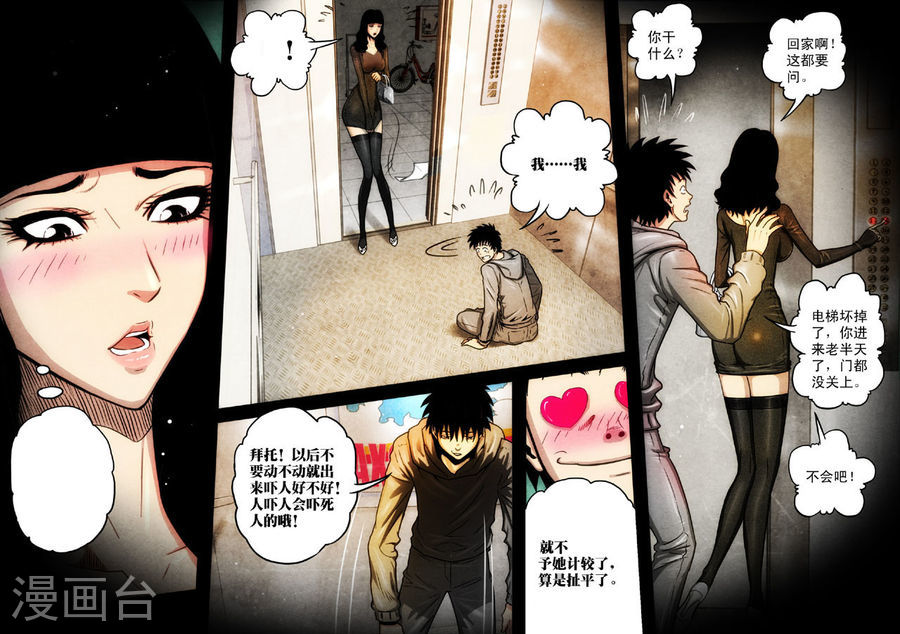 你干
什么？
回家啊！
这都要
问。
电梯坏掉
了，你进
来老半天
了，门都
没关上。
不会吧！
！
我……我
就不
予她计较了，
算是扯平了。
拜托！以后不
要动不动就出
来吓人好不好！
人吓人会吓死
人的哦！
漫画台